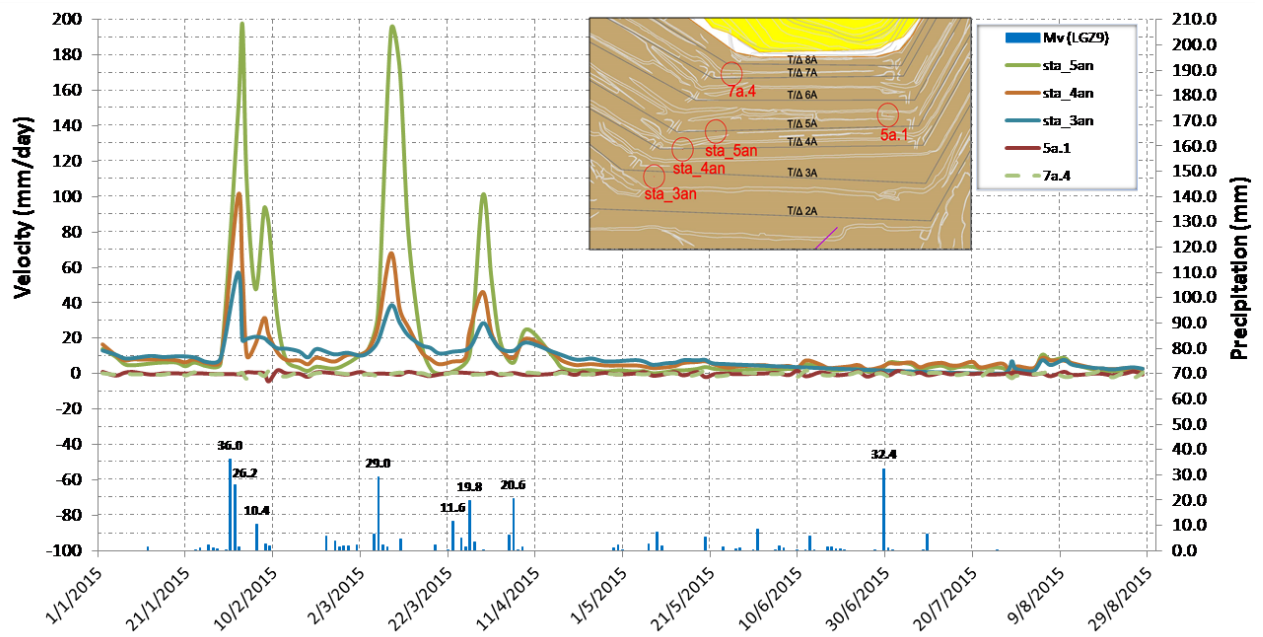 Velocity (mm/day)
200
180
160
140
120
100
80
60
40
20
0
-20
-40
-60
-80
-100
Precipitation (mm)
210.0
200.0
190.0
180.0
170.0
160.0
150.0
140.0
130.0
120.0
110.0
100.0
90.0
80.0
70.0
60.0
50.0
40.0
30.0
20.0
10.0
0.0
T/Δ 8A
T/Δ 7A
7a.4
T/Δ 6A
T/Δ 5A
5a.1
T/Δ 4A
sta_5an
sta_4an
T/Δ 3A
sta_3an
T/Δ 2A
Mv (LGZ9)
sta_5an
sta_4an
sta_3an
5a.1
7a.4
36.0
26.2
10.4
29.0
11.6
19.8
20.6
32.4
1/1/2015
21/1/2015
10/2/2015
2/3/2015
22/3/2015
11/4/2015
1/5/2015
21/5/2015
10/6/2015
30/6/2015
20/7/2015
9/8/2015
29/8/2015